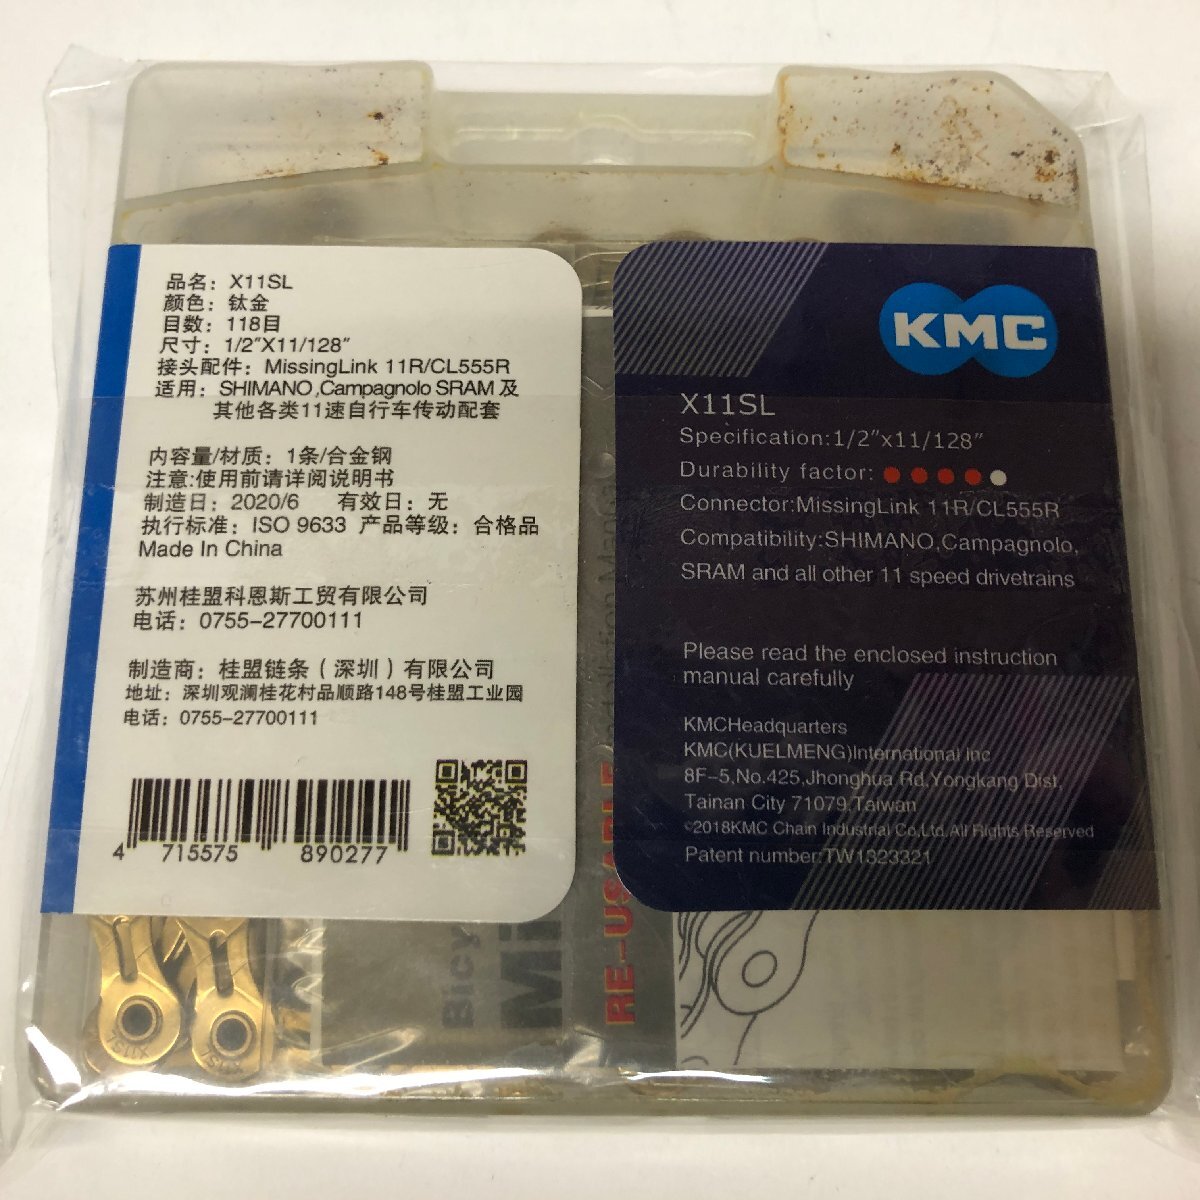 品名：X11SL
颜色：钛金
目数：118目
尺寸：1/2"X11/128"
接头配件：MissingLink 11R/CL555R
适用：SHIMANO,Campagnolo SRAM 及
其他各类11速自行车传动配套
内容量/材质：1条/合金钢
注意:使用前请详阅说明书
制造日：2020/6 有效日：无
执行标准：ISO 9633 产品等级：合格品
Made In China
苏州桂盟科恩斯工贸有限公司
电话：0755-27700111
制造商：桂盟链条（深圳）有限公司
地址：深圳观澜桂花村品顺路148号桂盟工业园
电话：0755-27700111
4 715575 890277
KMC
X11SL
Specification:1/2"x11/128"
Durability factor:
Connector:MissingLink 11R/CL555R
Compatibility:SHIMANO,Campagnolo,
SRAM and all other 11 speed drivetrains
Please read the enclosed instruction
manual carefully
KMCHeadquarters
KMC(KUELMENG)International Inc
8F-5,No.425,Jhonghua Rd,Yongkang Dist,
Tainan City 71079,Taiwan
©2018KMC Chain Industrial Co,Ltd.All Rights Reserved
Patent number:TW1323321
RE-USABLE
X11SL
X11SL